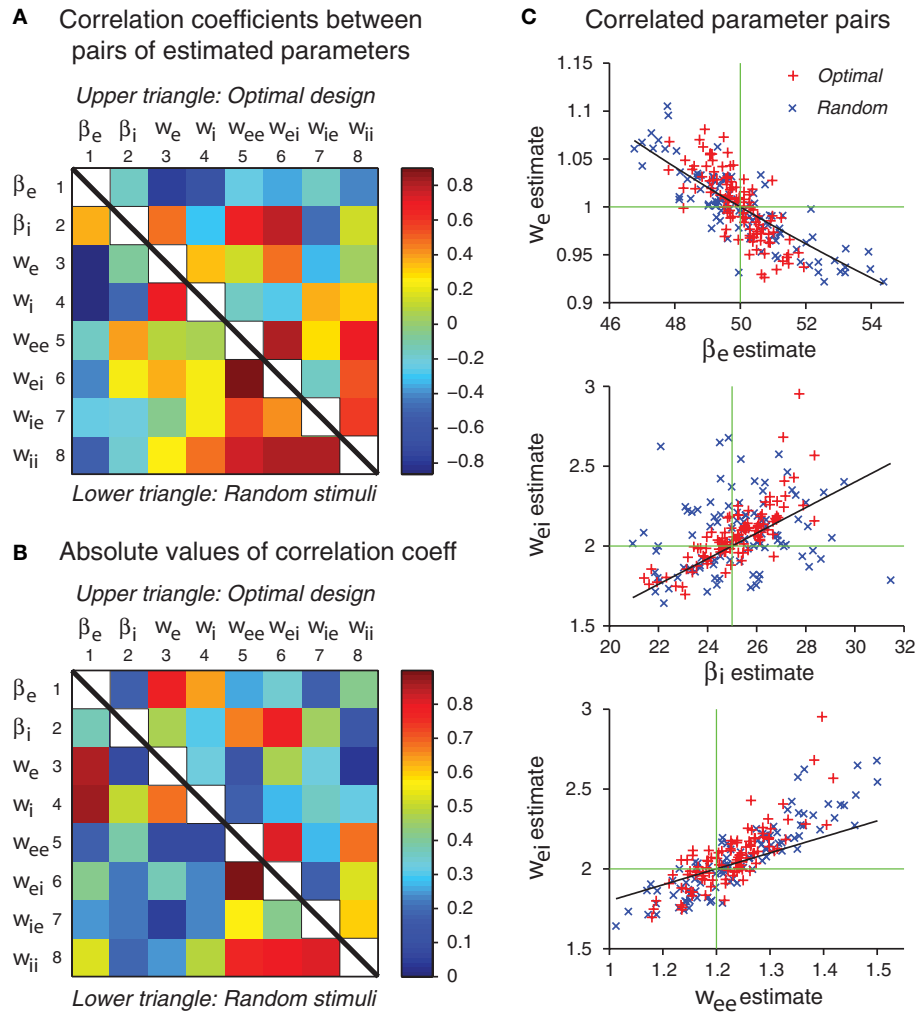 A Correlation coefficients between
pairs of estimated parameters
Upper triangle: Optimal design
βe βi we wi wee wei wie wii
1 2 3 4 5 6 7 8
βe 1
βi 2
we 3
wi 4
wee 5
wei 6
wie 7
wii 8
0.8
0.6
0.4
0.2
0
−0.2
−0.4
−0.6
−0.8
Lower triangle: Random stimuli
B Absolute values of correlation coeff
Upper triangle: Optimal design
βe βi we wi wee wei wie wii
1 2 3 4 5 6 7 8
βe 1
βi 2
we 3
wi 4
wee 5
wei 6
wie 7
wii 8
0.8
0.7
0.6
0.5
0.4
0.3
0.2
0.1
0
Lower triangle: Random stimuli
C Correlated parameter pairs
Optimal
Random
we estimate
1.15
1.1
1.05
1
0.95
0.9
46 48 50 52 54
βe estimate
wei estimate
3
2.5
2
1.5
20 22 24 26 28 30 32
βi estimate
wei estimate
3
2.5
2
1.5
1 1.2 1.2 1.3 1.4 1.5
wee estimate